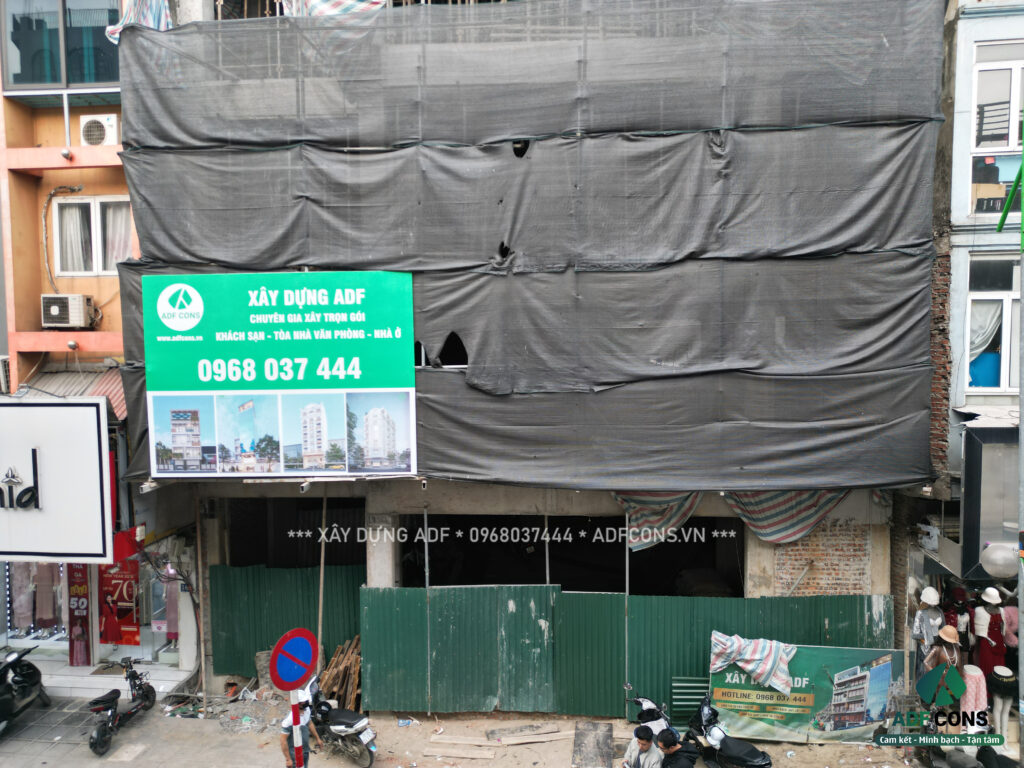 XÂY DỰNG ADF
CHUYÊN GIA XÂY TRỌN GÓI
KHÁCH SẠN - TÒA NHÀ VĂN PHÒNG - NHÀ Ở
0968 037 444
ADF CONS
www.adfcons.vn
*** XÂY DỰNG ADF * 0968037444 * ADFCONS.VN ***
70
50
XÂY
ADF
HOTLINE: 0968 037 444
ADFCONS
Cam kết - Minh bạch - Tận tâm